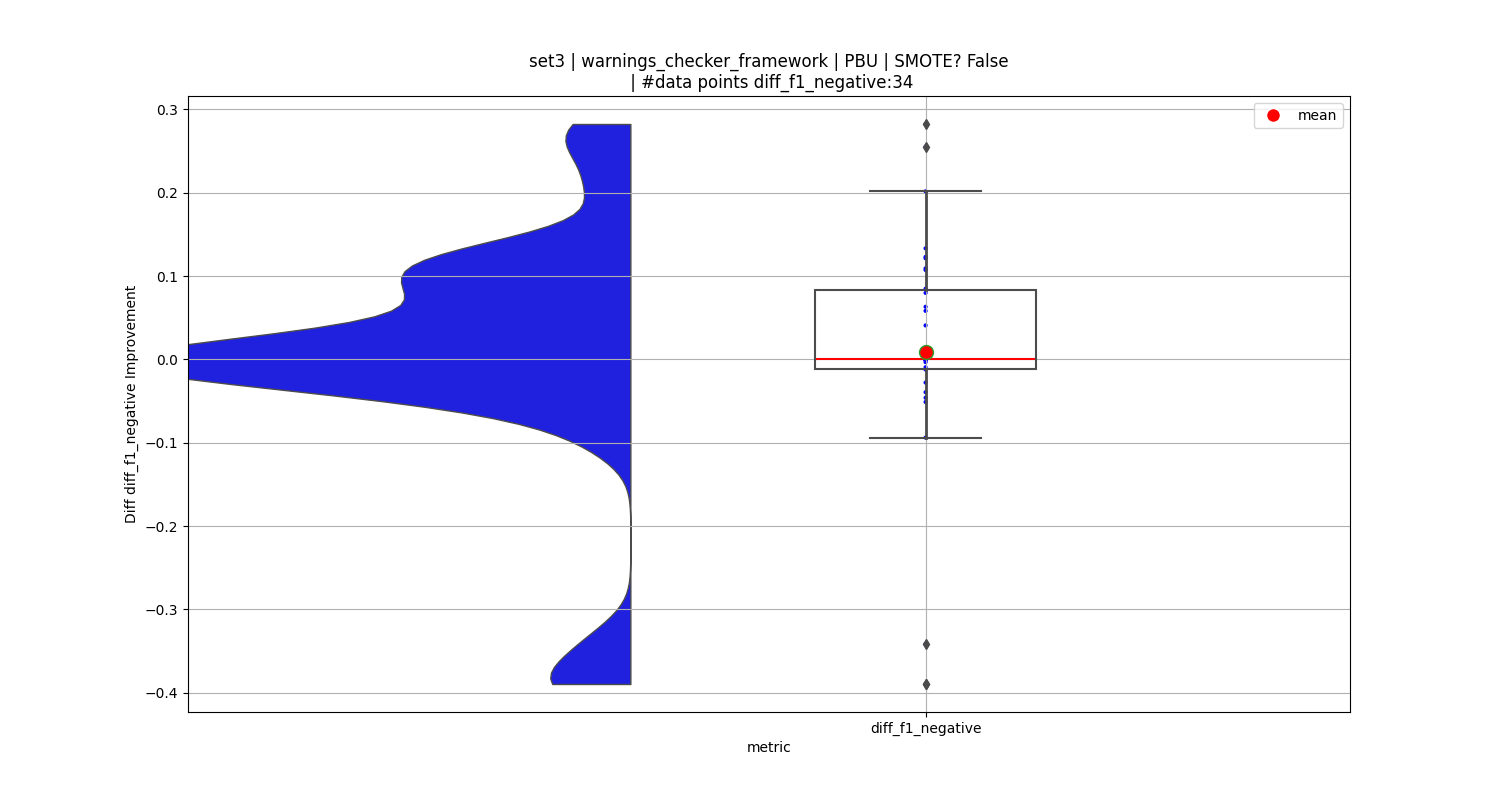 set3 | warnings_checker_framework | PBU | SMOTE? False
| #data points diff_f1_negative:34
mean
0.3
0.2
0.1
0.0
−0.1
−0.2
−0.3
−0.4
Diff diff_f1_negative Improvement
diff_f1_negative
metric